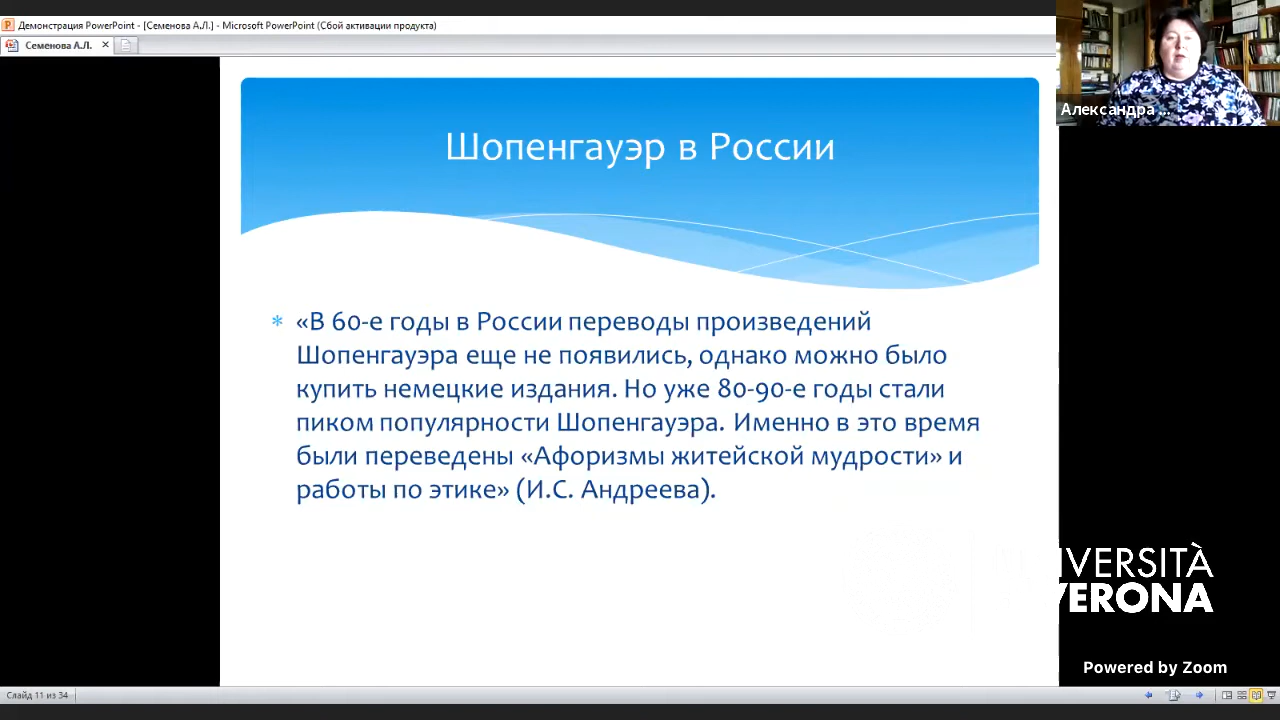 Демонстрация PowerPoint - [Семенова А.Л.] - Microsoft PowerPoint (Сбой активации продукта)
Семенова А.Л.
Александра ...
Шопенгауэр в России
«В 60-е годы в России переводы произведений
Шопенгауэра еще не появились, однако можно было
купить немецкие издания. Но уже 80-90-е годы стали
пиком популярности Шопенгауэра. Именно в это время
были переведены «Афоризмы житейской мудрости» и
работы по этике» (И.С. Андреева).
IVERSITÀ
VERONA
Powered by Zoom
Слайд 11 из 34